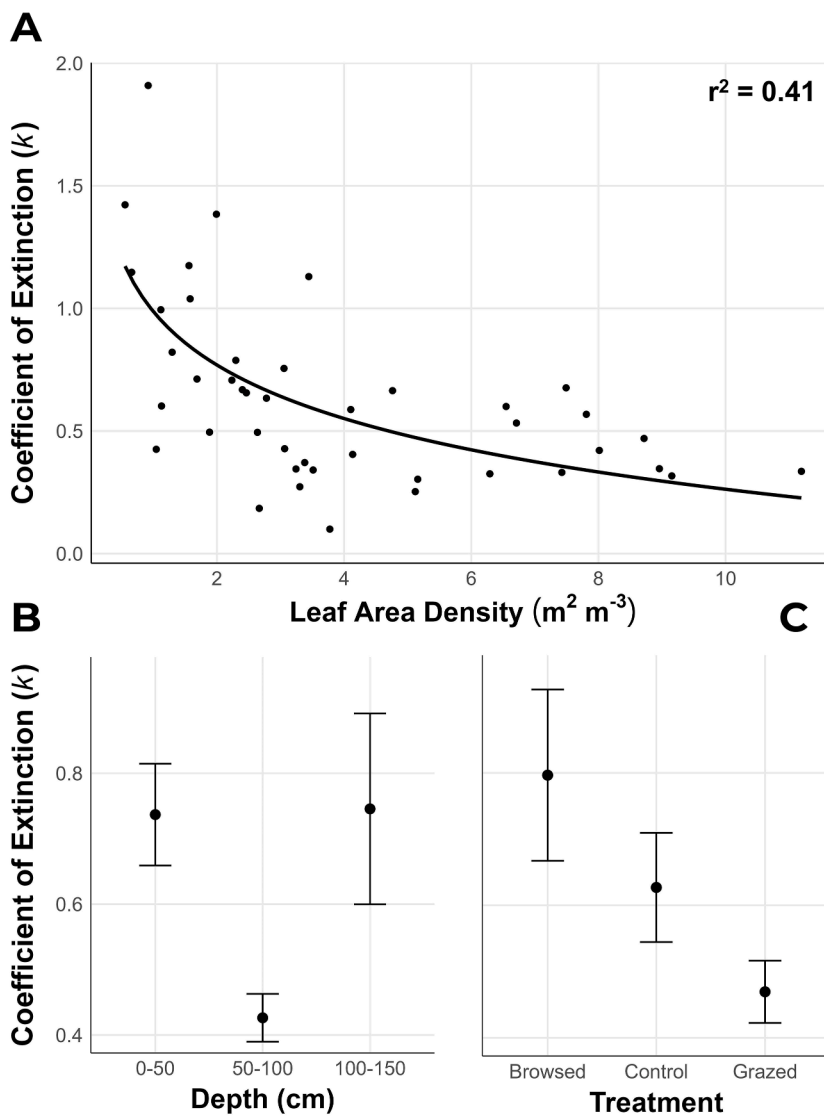 A
r² = 0.41
Coefficient of Extinction (k)
2.0
1.5
1.0
0.5
0.0
2 4 6 8 10
Leaf Area Density (m² m⁻³)
B
Coefficient of Extinction (k)
0.8
0.6
0.4
0-50 50-100 100-150
Depth (cm)
C
Browsed Control Grazed
Treatment